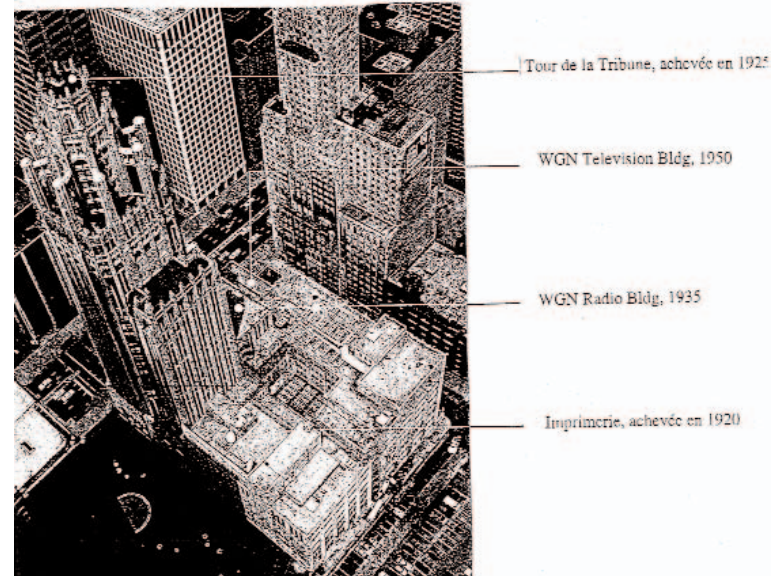 Tour de la Tribune, achevée en 1925
WGN Television Bldg, 1950
WGN Radio Bldg, 1935
Imprimerie, achevée en 1920